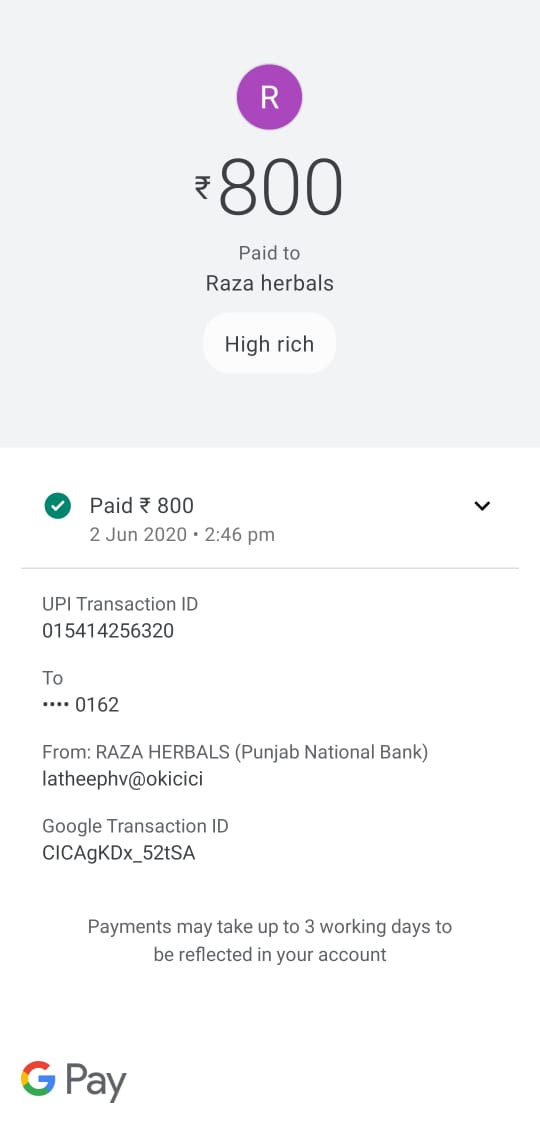 R
₹800
Paid to
Raza herbals
High rich
Paid ₹ 800
2 Jun 2020 • 2:46 pm
UPI Transaction ID
015414256320
To
•••• 0162
From: RAZA HERBALS (Punjab National Bank)
latheephv@okicici
Google Transaction ID
CICAgKDx_52tSA
Payments may take up to 3 working days to
be reflected in your account
G Pay